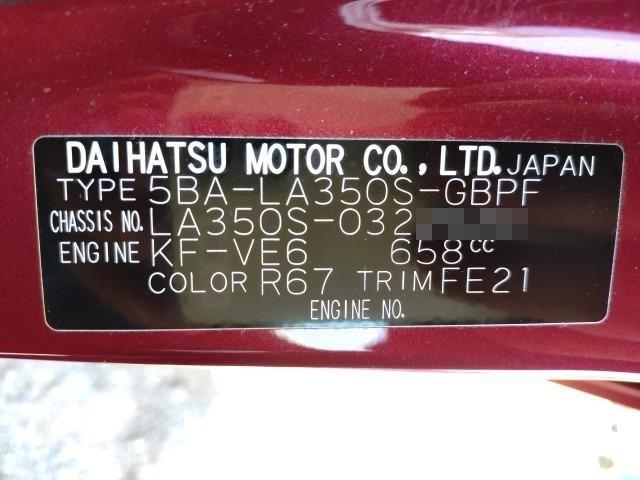 DAIHATSU MOTOR CO., LTD. JAPAN
TYPE 5BA-LA350S-GBPF
CHASSIS NO. LA350S-032
ENGINE KF-VE6 658cc
COLOR R67 TRIM FE21
ENGINE NO.